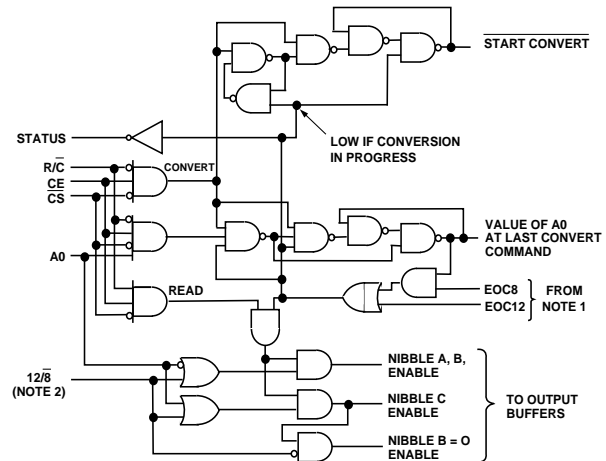 START CONVERT
STATUS
LOW IF CONVERSION
IN PROGRESS
R/C
CONVERT
CE
CS
VALUE OF A0
AT LAST CONVERT
COMMAND
A0
READ
EOC8
EOC12
FROM
NOTE 1
12/8
(NOTE 2)
NIBBLE A, B,
ENABLE
NIBBLE C
ENABLE
NIBBLE B = O
ENABLE
TO OUTPUT
BUFFERS